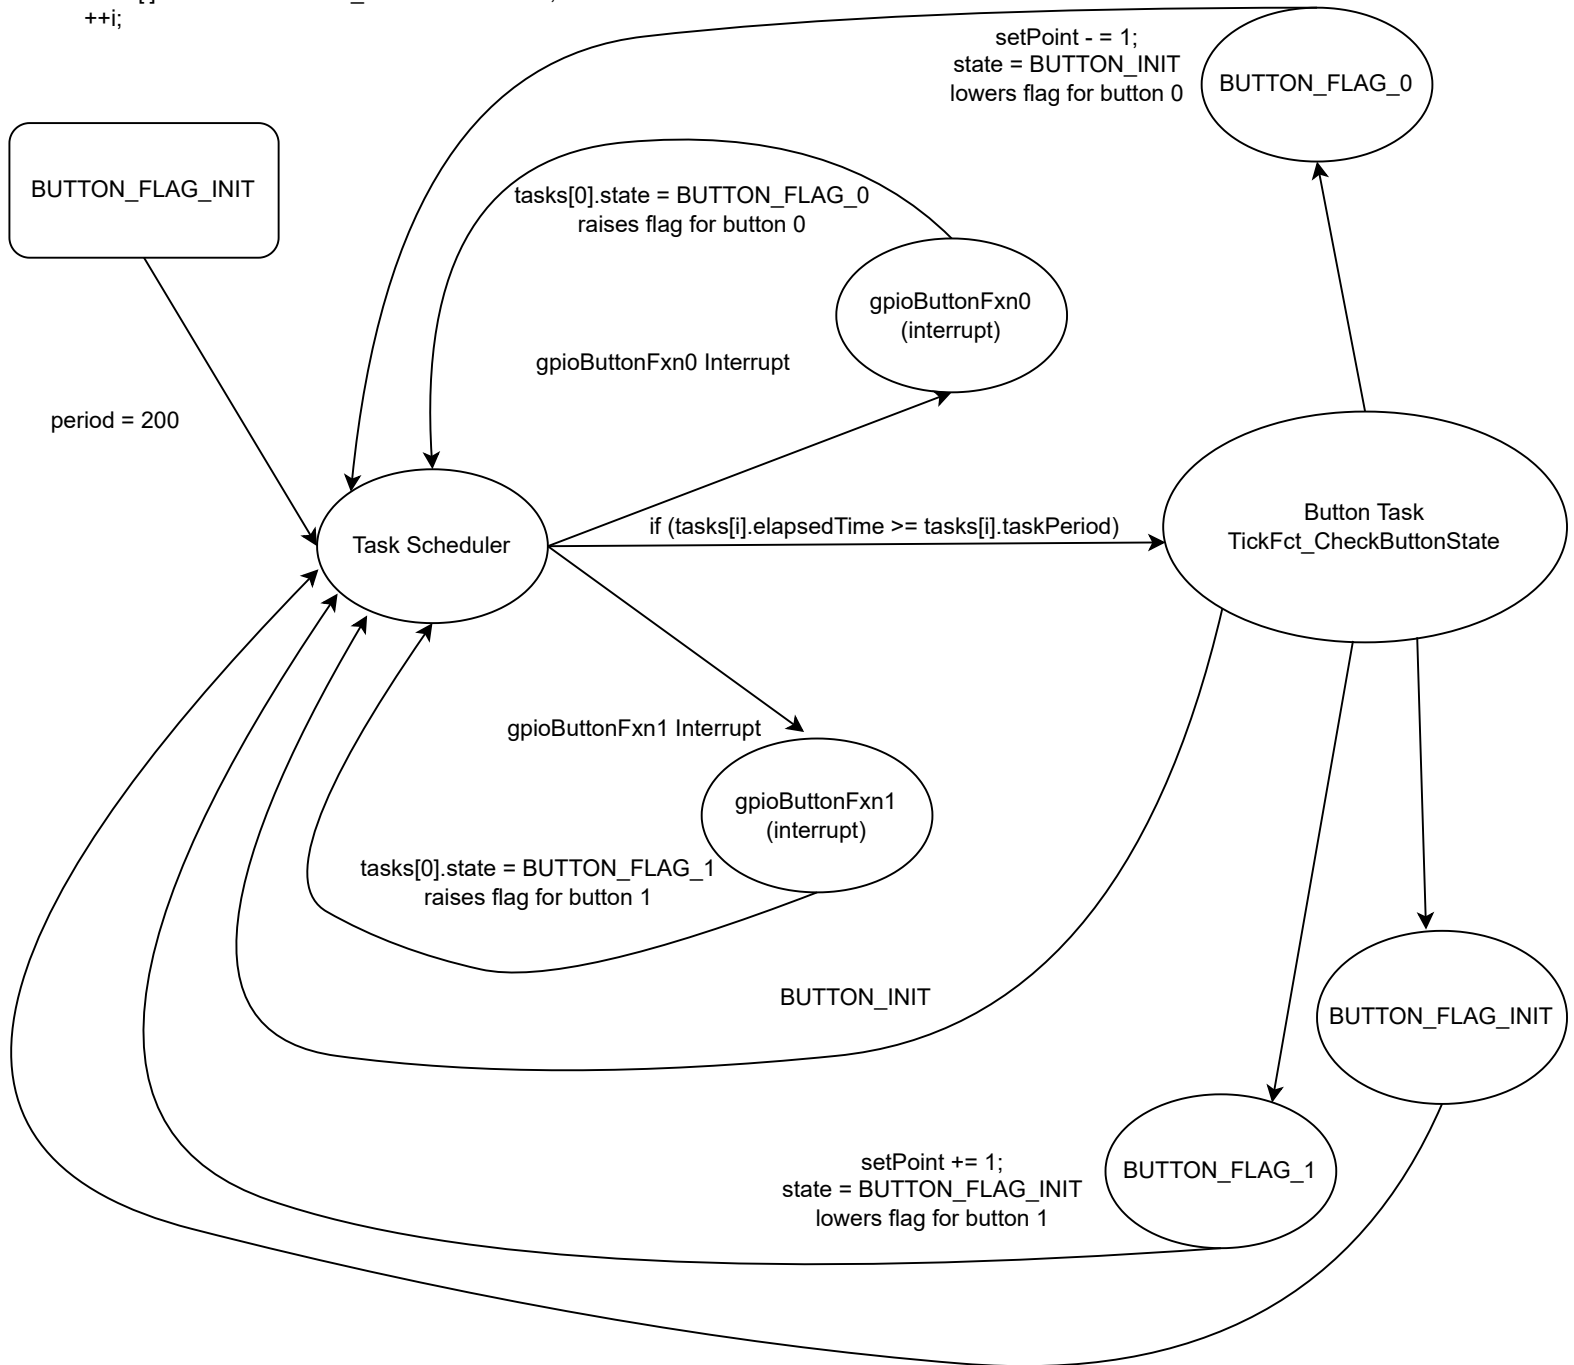 ++i;
setPoint - = 1;
state = BUTTON_INIT
lowers flag for button 0
BUTTON_FLAG_0
BUTTON_FLAG_INIT
tasks[0].state = BUTTON_FLAG_0
raises flag for button 0
gpioButtonFxn0
(interrupt)
gpioButtonFxn0 Interrupt
period = 200
Task Scheduler
if (tasks[i].elapsedTime >= tasks[i].taskPeriod)
Button Task
TickFct_CheckButtonState
gpioButtonFxn1 Interrupt
gpioButtonFxn1
(interrupt)
tasks[0].state = BUTTON_FLAG_1
raises flag for button 1
BUTTON_INIT
BUTTON_FLAG_INIT
setPoint += 1;
state = BUTTON_FLAG_INIT
lowers flag for button 1
BUTTON_FLAG_1